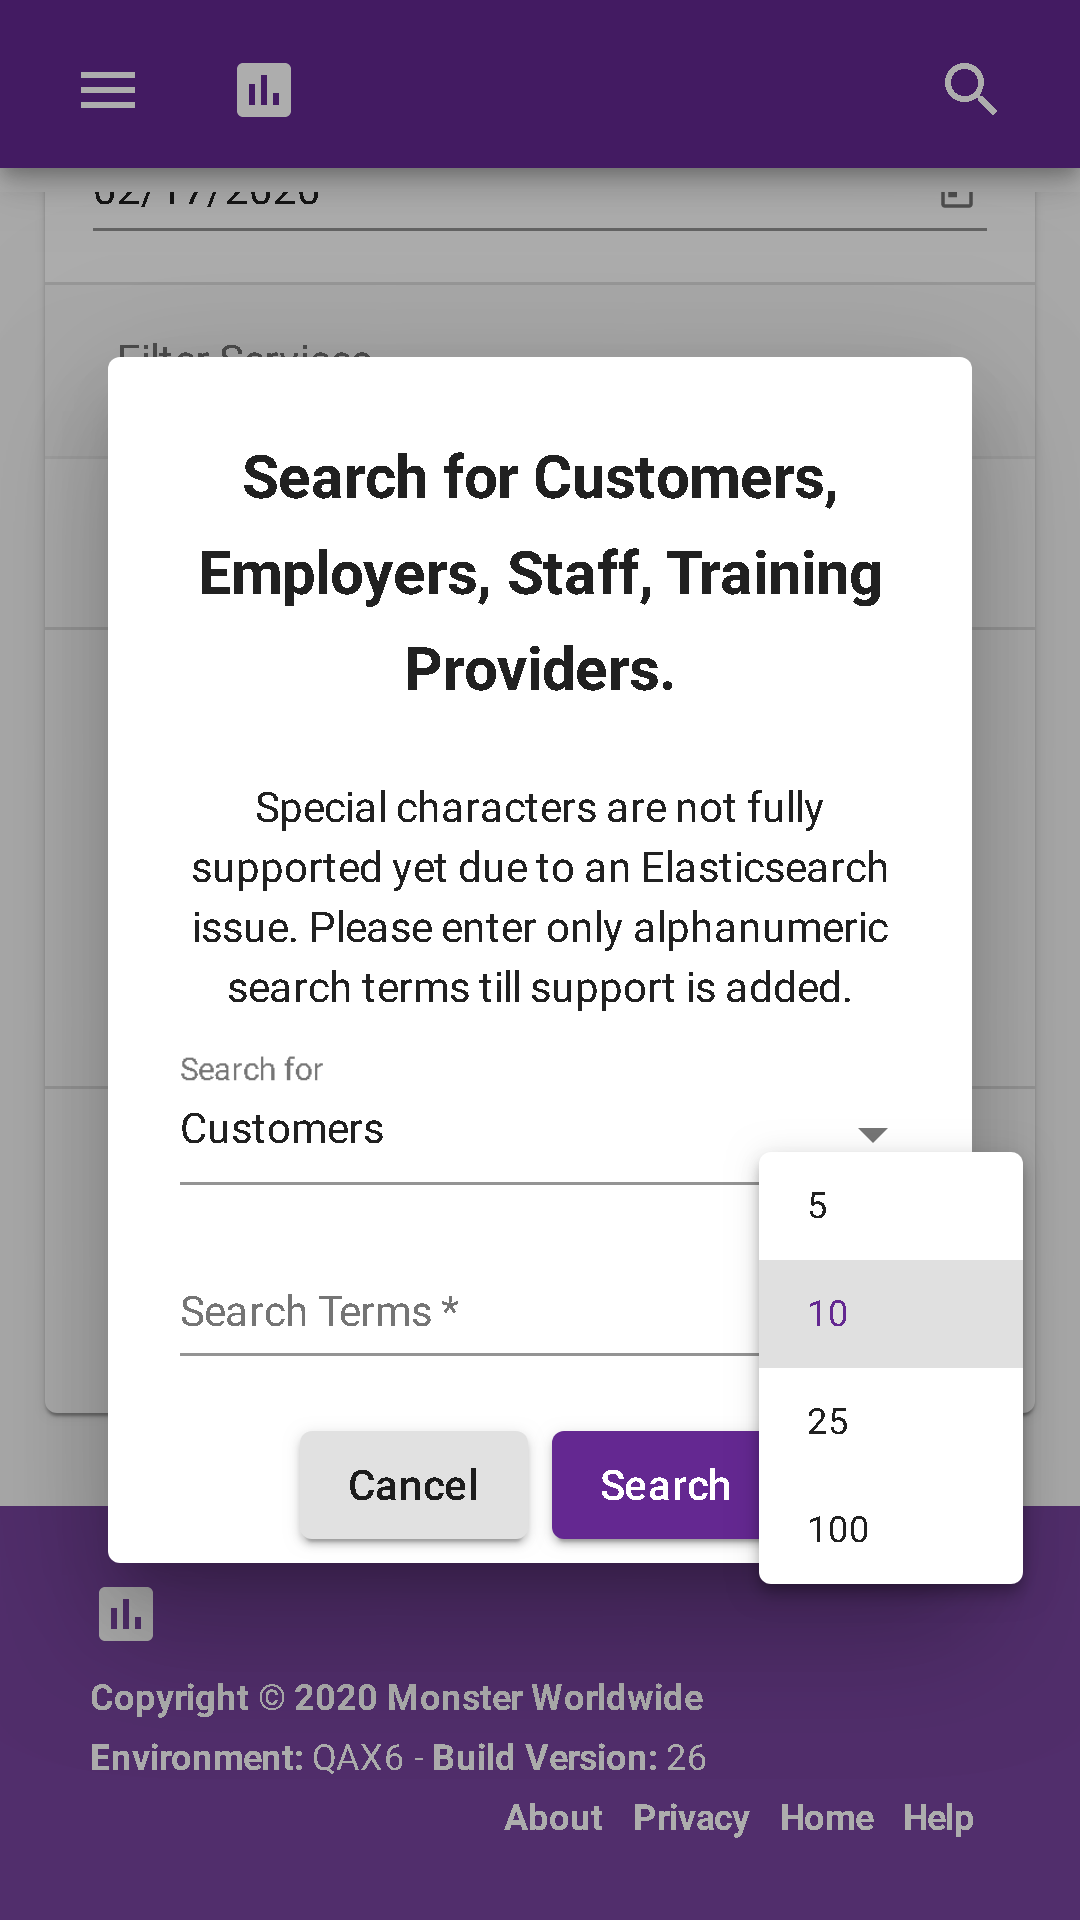 02/17/2020
Filter Services
Search for Customers,
Employers, Staff, Training
Providers.
Special characters are not fully
supported yet due to an Elasticsearch
issue. Please enter only alphanumeric
search terms till support is added.
Search for
Customers
5
Search Terms *
10
25
Cancel
Search
100
Copyright © 2020 Monster Worldwide
Environment: QAX6 - Build Version: 26
About Privacy Home Help